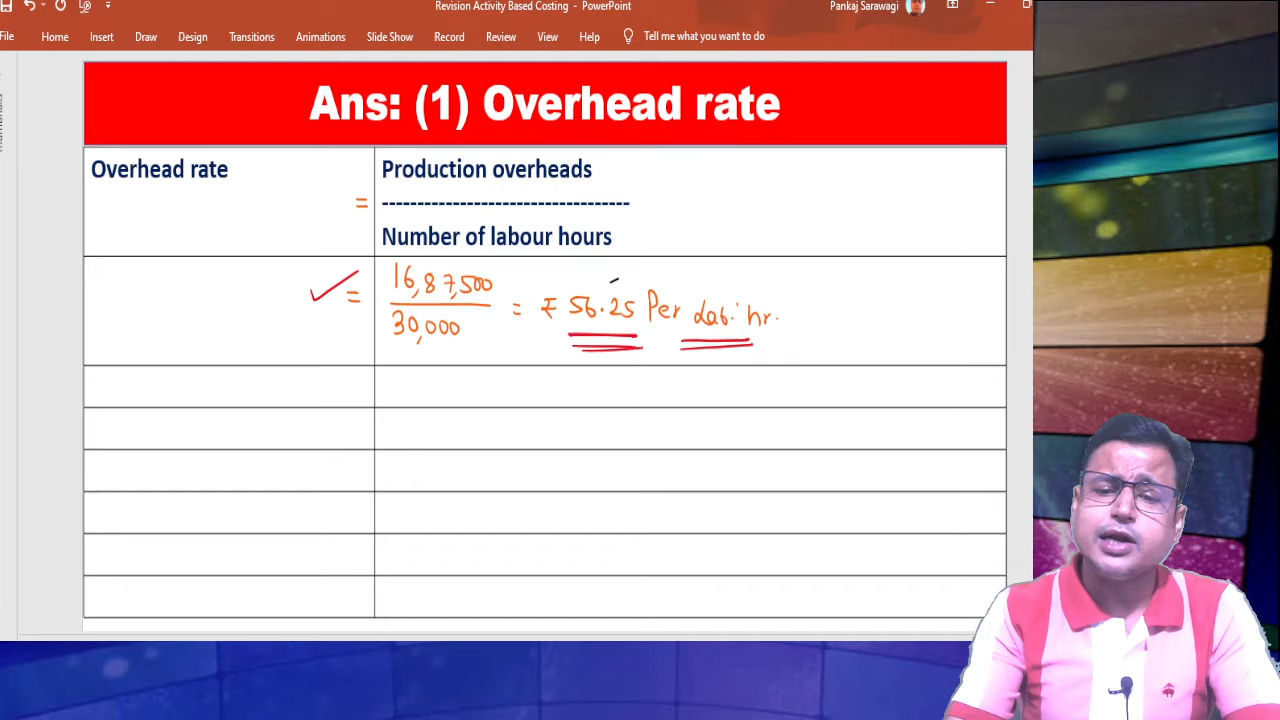 Revision Activity Based Costing - PowerPoint
Pankaj Sarawagi
File Home Insert Draw Design Transitions Animations Slide Show Record Review View Help Tell me what you want to do
Ans: (1) Overhead rate
Overhead rate
Production overheads
=
-----------------------------------
Number of labour hours
= 16,87,500
30,000
= ₹ 56.25 Per Lab. hr.